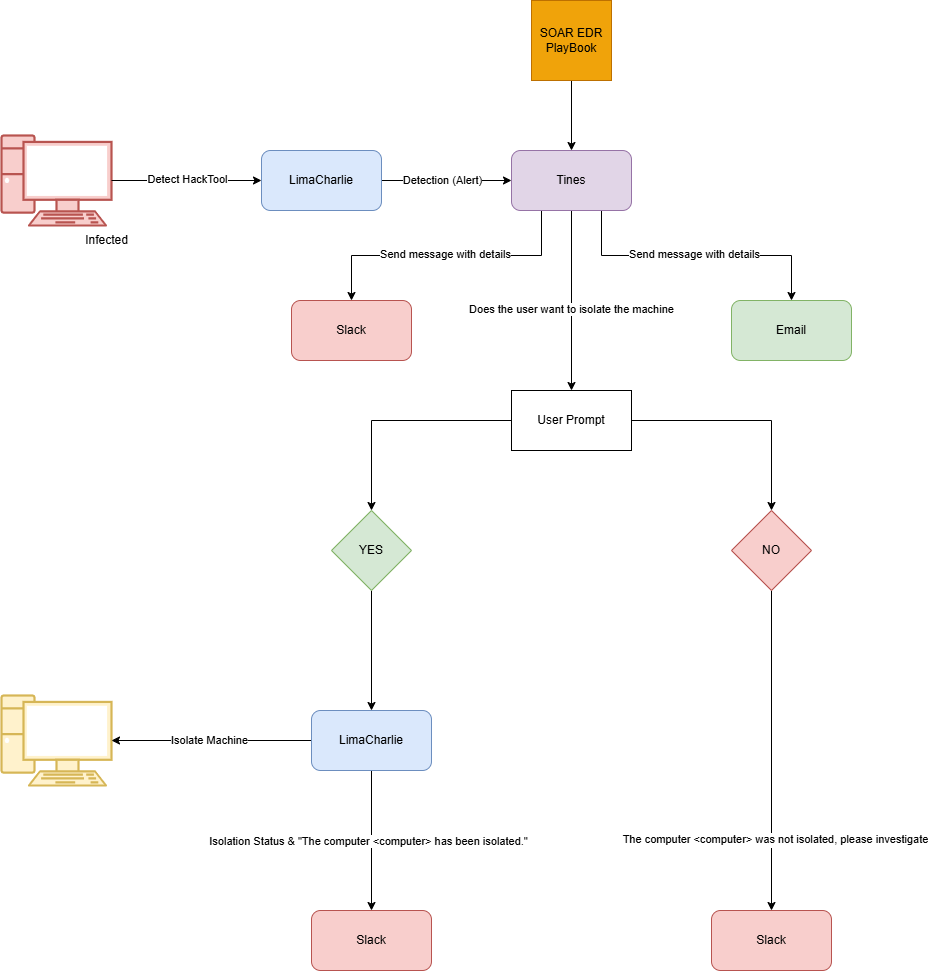 SOAR EDR
PlayBook
Detect HackTool
LimaCharlie
Detection (Alert)
Tines
Infected
Send message with details
Send message with details
Does the user want to isolate the machine
Slack
Email
User Prompt
YES
NO
Isolate Machine
LimaCharlie
Isolation Status & "The computer <computer> has been isolated."
The computer <computer> was not isolated, please investigate
Slack
Slack